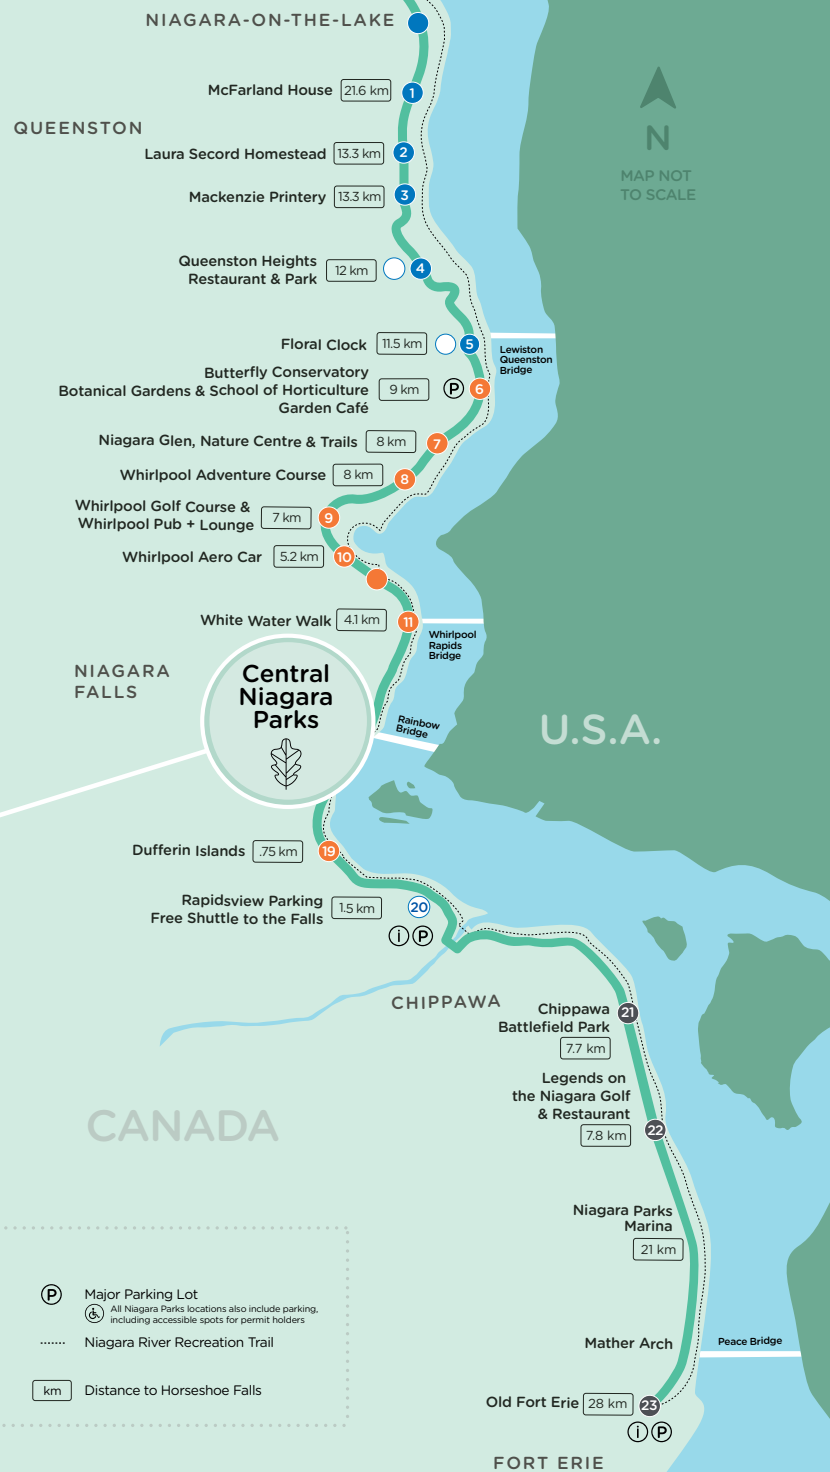 NIAGARA-ON-THE-LAKE
McFarland House 21.6 km 1
QUEENSTON
Laura Secord Homestead 13.3 km 2
Mackenzie Printery 13.3 km 3
N
MAP NOT
TO SCALE
Queenston Heights
Restaurant & Park
12 km 4
Floral Clock 11.5 km 5
Lewiston
Queenston
Bridge
Butterfly Conservatory
Botanical Gardens & School of Horticulture
Garden Café
9 km P 6
Niagara Glen, Nature Centre & Trails 8 km 7
Whirlpool Adventure Course 8 km 8
Whirlpool Golf Course &
Whirlpool Pub + Lounge
7 km 9
Whirlpool Aero Car 5.2 km 10
White Water Walk 4.1 km 11
Whirlpool
Rapids
Bridge
NIAGARA
FALLS
Central
Niagara
Parks
Rainbow
Bridge
U.S.A.
Dufferin Islands .75 km 19
Rapidsview Parking
Free Shuttle to the Falls
1.5 km 20
i P
CHIPPAWA
Chippawa
Battlefield Park
7.7 km
21
Legends on
the Niagara Golf
& Restaurant
7.8 km
22
CANADA
Niagara Parks
Marina
21 km
Mather Arch
Peace Bridge
Old Fort Erie 28 km 23
i P
FORT ERIE
P Major Parking Lot
All Niagara Parks locations also include parking,
including accessible spots for permit holders
Niagara River Recreation Trail
km Distance to Horseshoe Falls